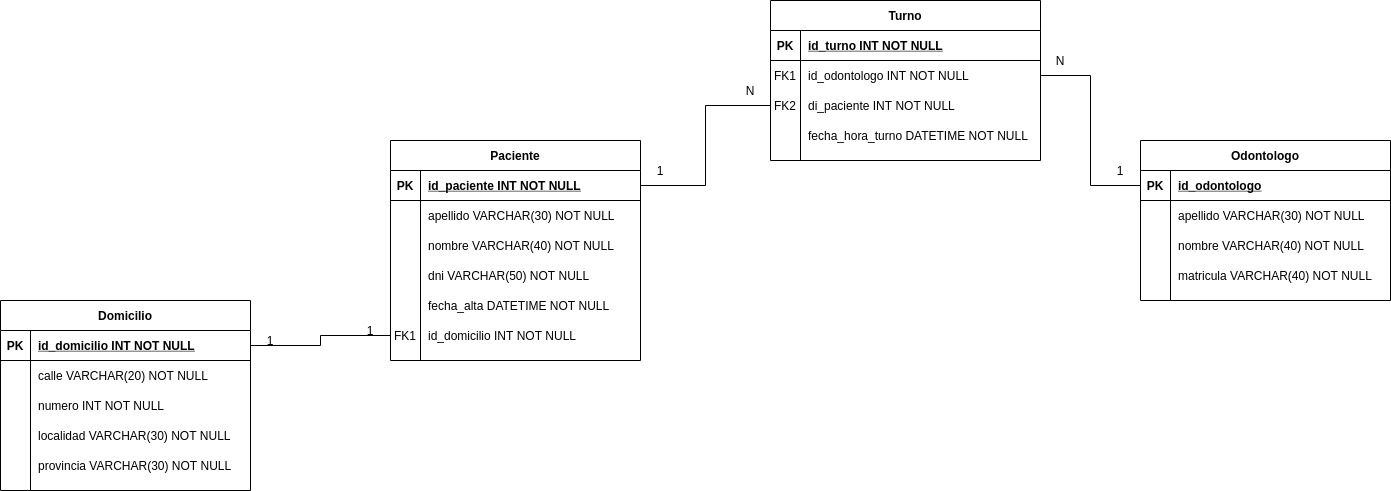 Turno
PK id_turno INT NOT NULL
FK1 id_odontologo INT NOT NULL
FK2 di_paciente INT NOT NULL
fecha_hora_turno DATETIME NOT NULL
N
N
1
1
Paciente
PK id_paciente INT NOT NULL
apellido VARCHAR(30) NOT NULL
nombre VARCHAR(40) NOT NULL
dni VARCHAR(50) NOT NULL
fecha_alta DATETIME NOT NULL
FK1 id_domicilio INT NOT NULL
Odontologo
PK id_odontologo
apellido VARCHAR(30) NOT NULL
nombre VARCHAR(40) NOT NULL
matricula VARCHAR(40) NOT NULL
1
1
Domicilio
PK id_domicilio INT NOT NULL
calle VARCHAR(20) NOT NULL
numero INT NOT NULL
localidad VARCHAR(30) NOT NULL
provincia VARCHAR(30) NOT NULL